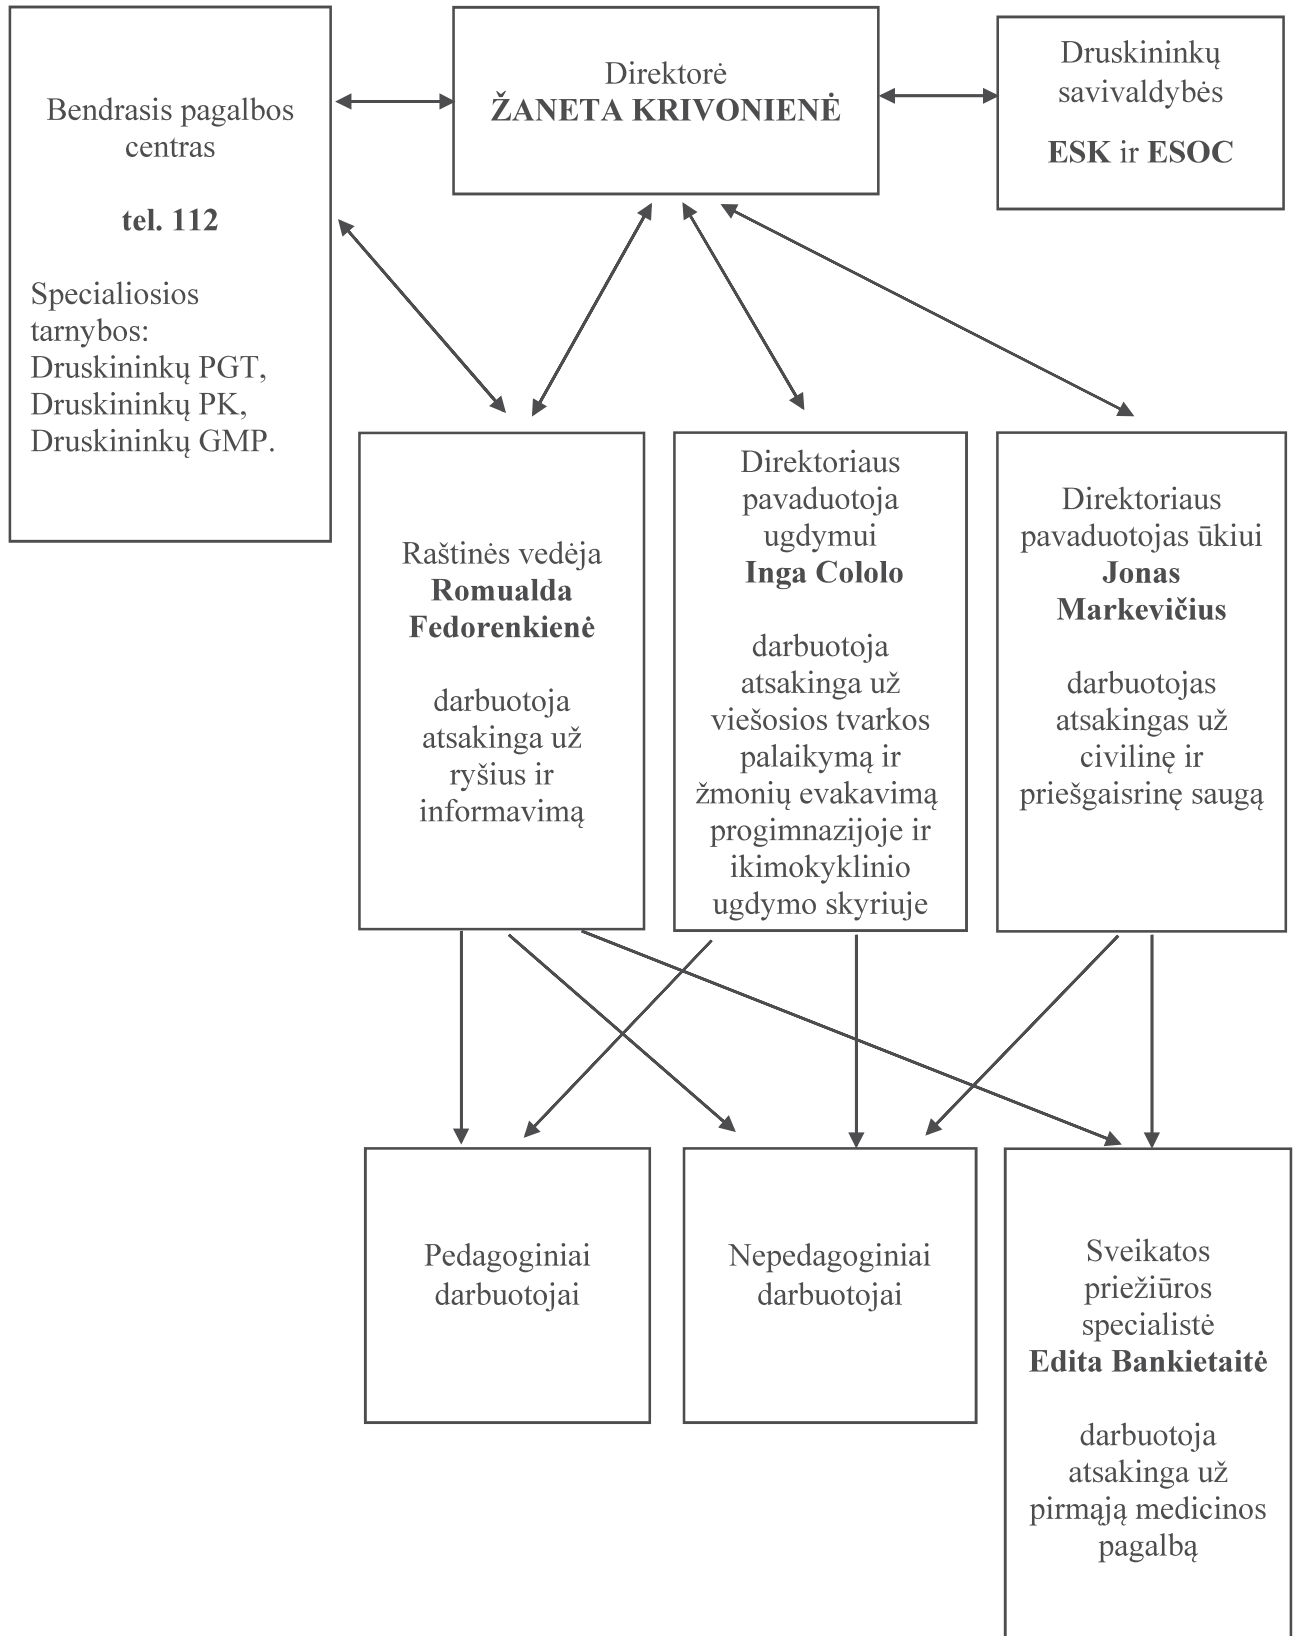 Bendrasis pagalbos
centras
tel. 112
Specialiosios
tarnybos:
Druskininkų PGT,
Druskininkų PK,
Druskininkų GMP.
Direktorė
ŽANETA KRIVONIENĖ
Druskininkų
savivaldybės
ESK ir ESOC
Raštinės vedėja
Romualda
Fedorenkienė
darbuotoja
atsakinga už
ryšius ir
informavimą
Direktoriaus
pavaduotoja
ugdymui
Inga Cololo
darbuotoja
atsakinga už
viešosios tvarkos
palaikymą ir
žmonių evakavimą
progimnazijoje ir
ikimokyklinio
ugdymo skyriuje
Direktoriaus
pavaduotojas ūkiui
Jonas
Markevičius
darbuotojas
atsakingas už
civilinę ir
priešgaisrinę saugą
Pedagoginiai
darbuotojai
Nepedagoginiai
darbuotojai
Sveikatos
priežiūros
specialistė
Edita Bankietaitė
darbuotoja
atsakinga už
pirmąją medicinos
pagalbą